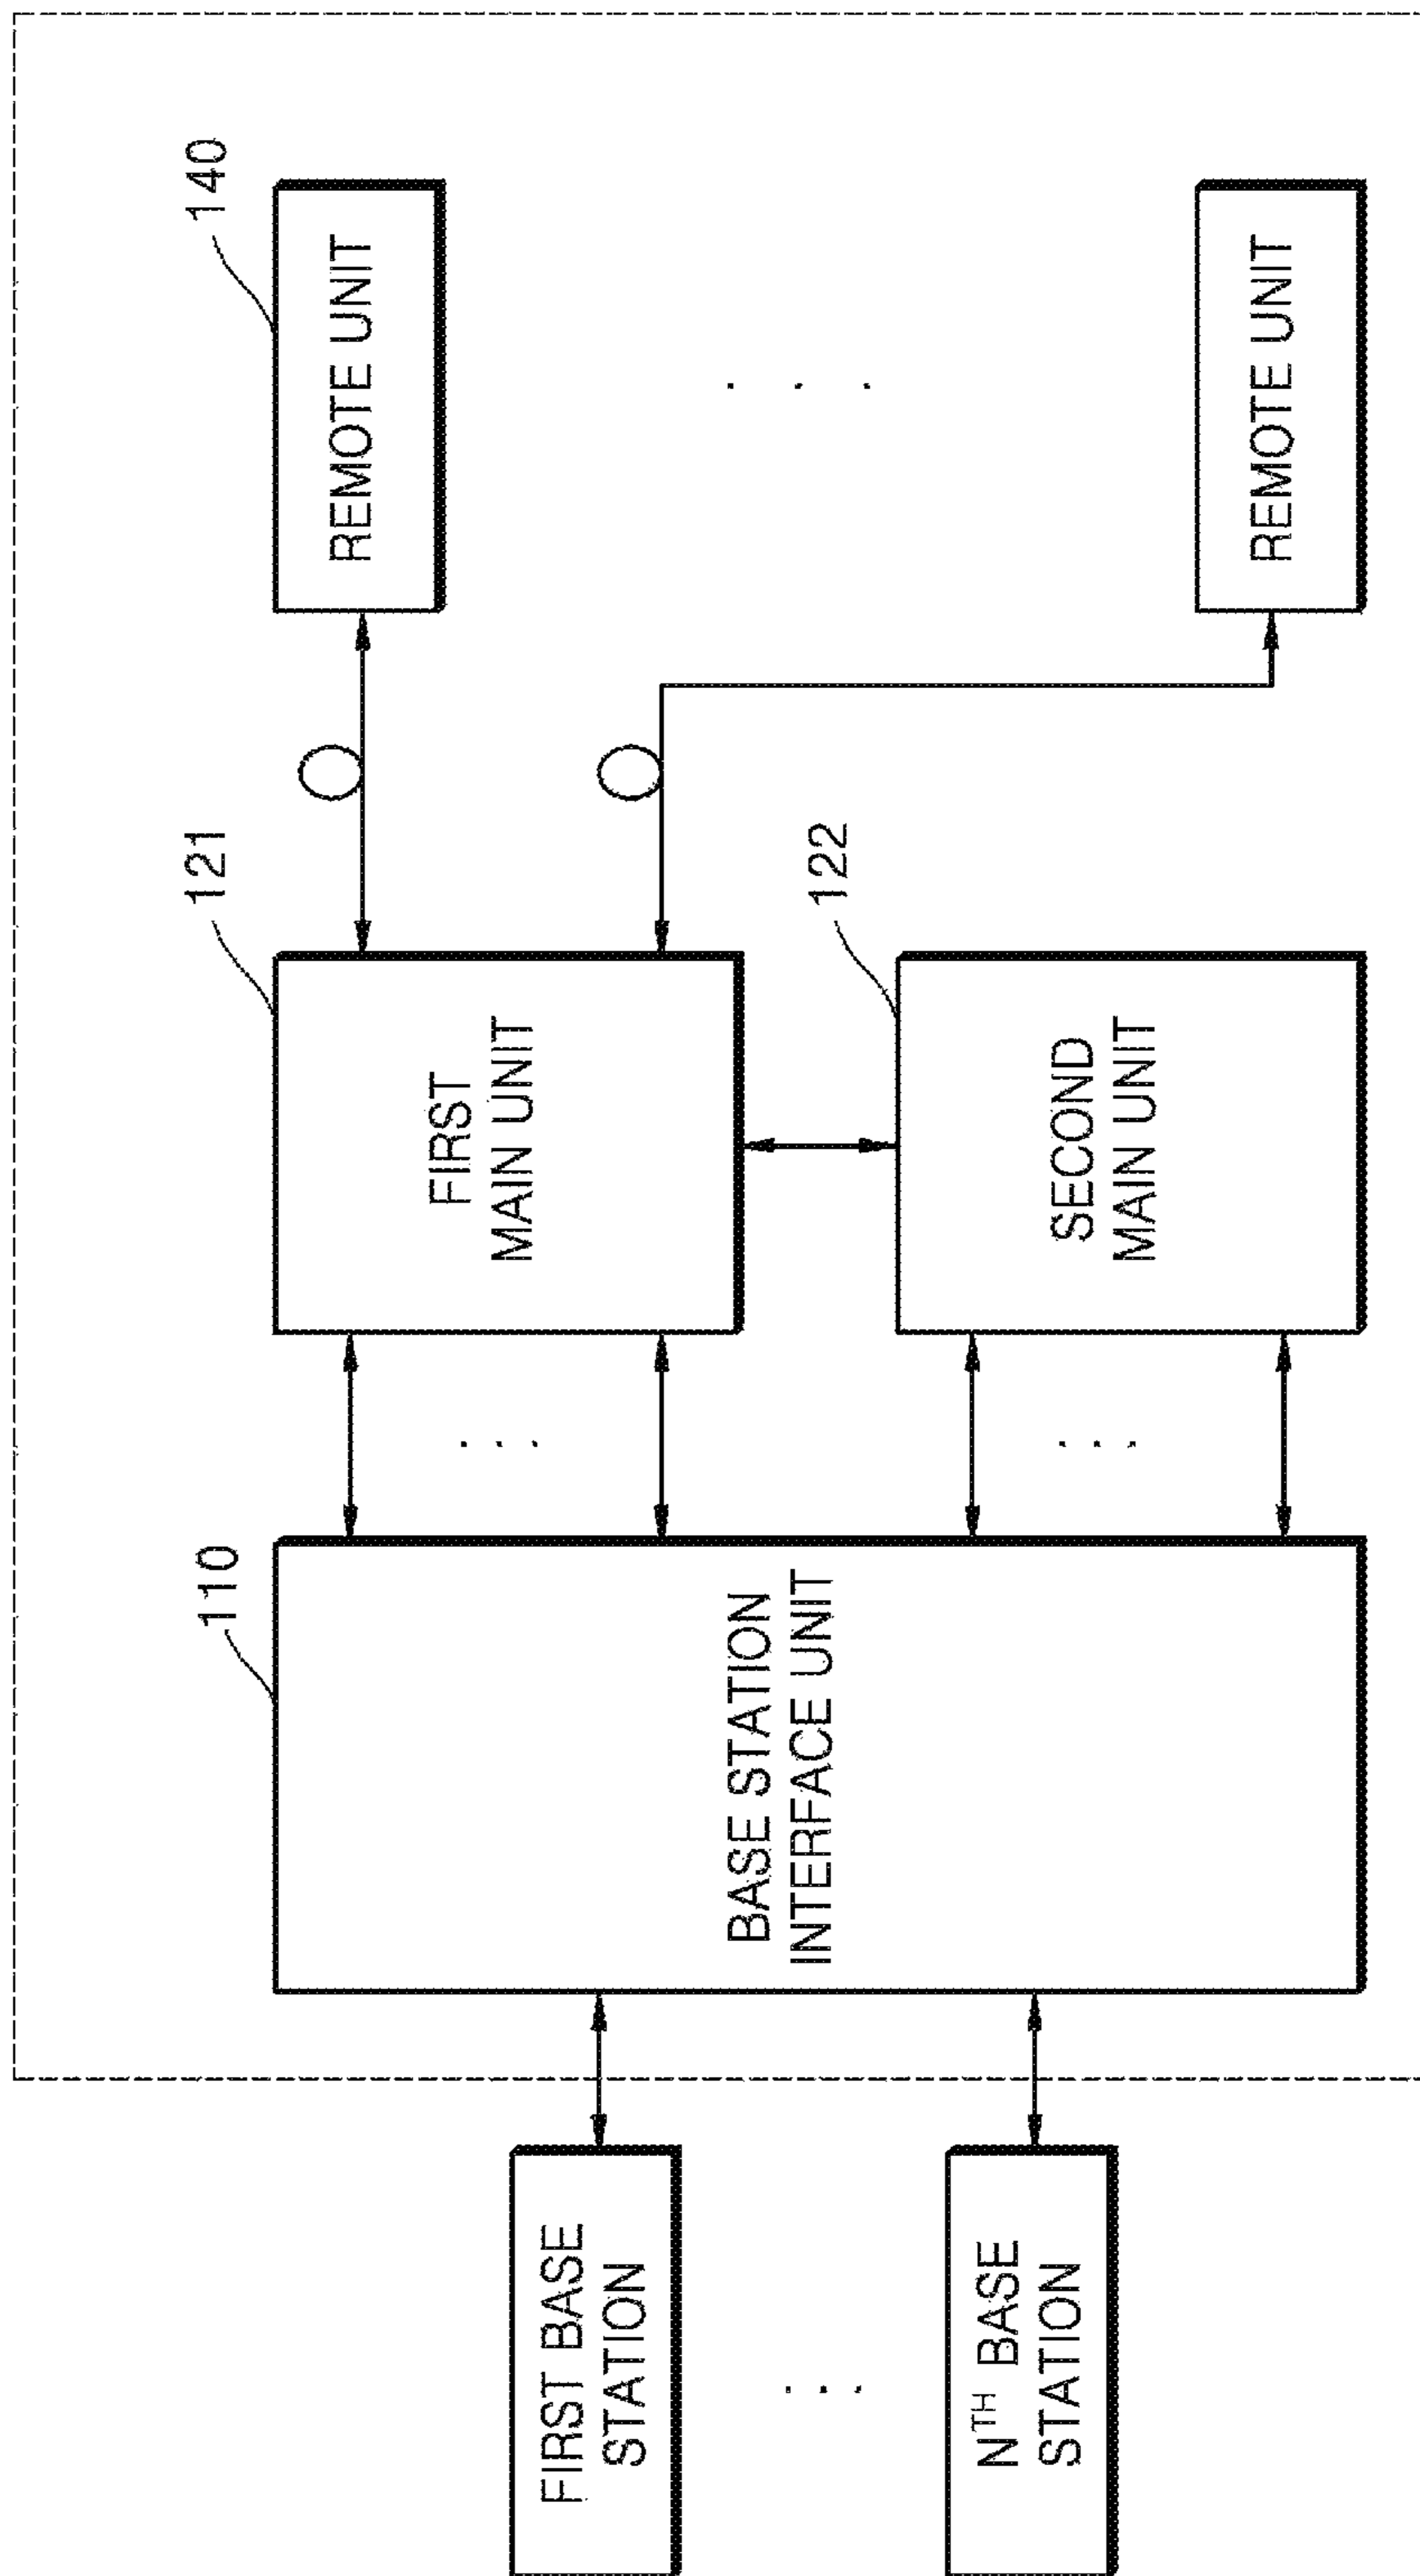 110
121
140
122
FIRST BASE
STATION
. . .
N^TH BASE
STATION
BASE STATION
INTERFACE UNIT
. . .
. . .
FIRST
MAIN UNIT
SECOND
MAIN UNIT
REMOTE UNIT
. . .
REMOTE UNIT